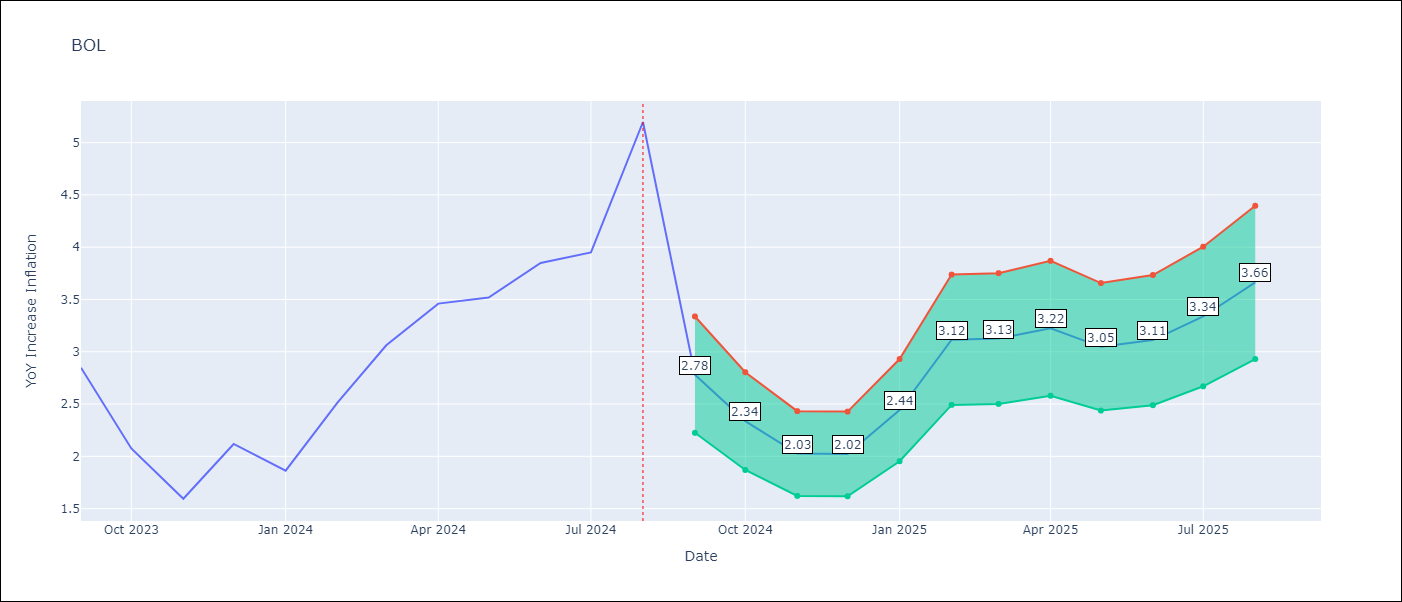 BOL
YoY Increase Inflation
5
4.5
4
3.5
3
2.5
2
1.5
2.78
2.34
2.03
2.02
2.44
3.12
3.13
3.22
3.05
3.11
3.34
3.66
Oct 2023
Jan 2024
Apr 2024
Jul 2024
Oct 2024
Jan 2025
Apr 2025
Jul 2025
Date